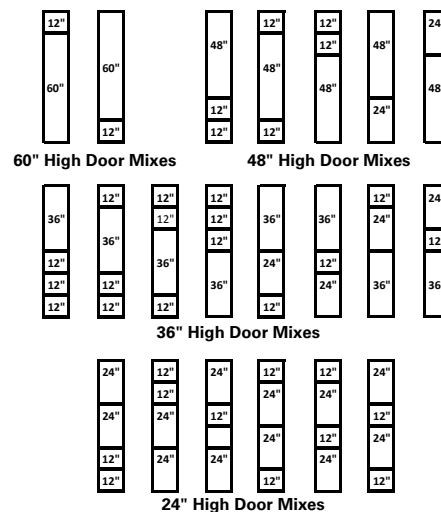 12" 12" 12" 24
48" 12" 48"
60" 48"
60" 48" 48
12" 24"
12" 12" 12"
60" High Door Mixes 48" High Door Mixes
12" 12" 12" 12" 24
36" 12" 12" 36" 36" 24"
36" 12" 12
12" 36" 24" 12"
12" 12" 36" 24" 36" 36
12" 12" 12" 12"
36" High Door Mixes
24" 12" 24" 12" 12" 24"
12" 24" 24"
24" 24" 12" 12"
24" 12" 24"
12" 24" 24" 24"
12" 12" 12"
24" High Door Mixes